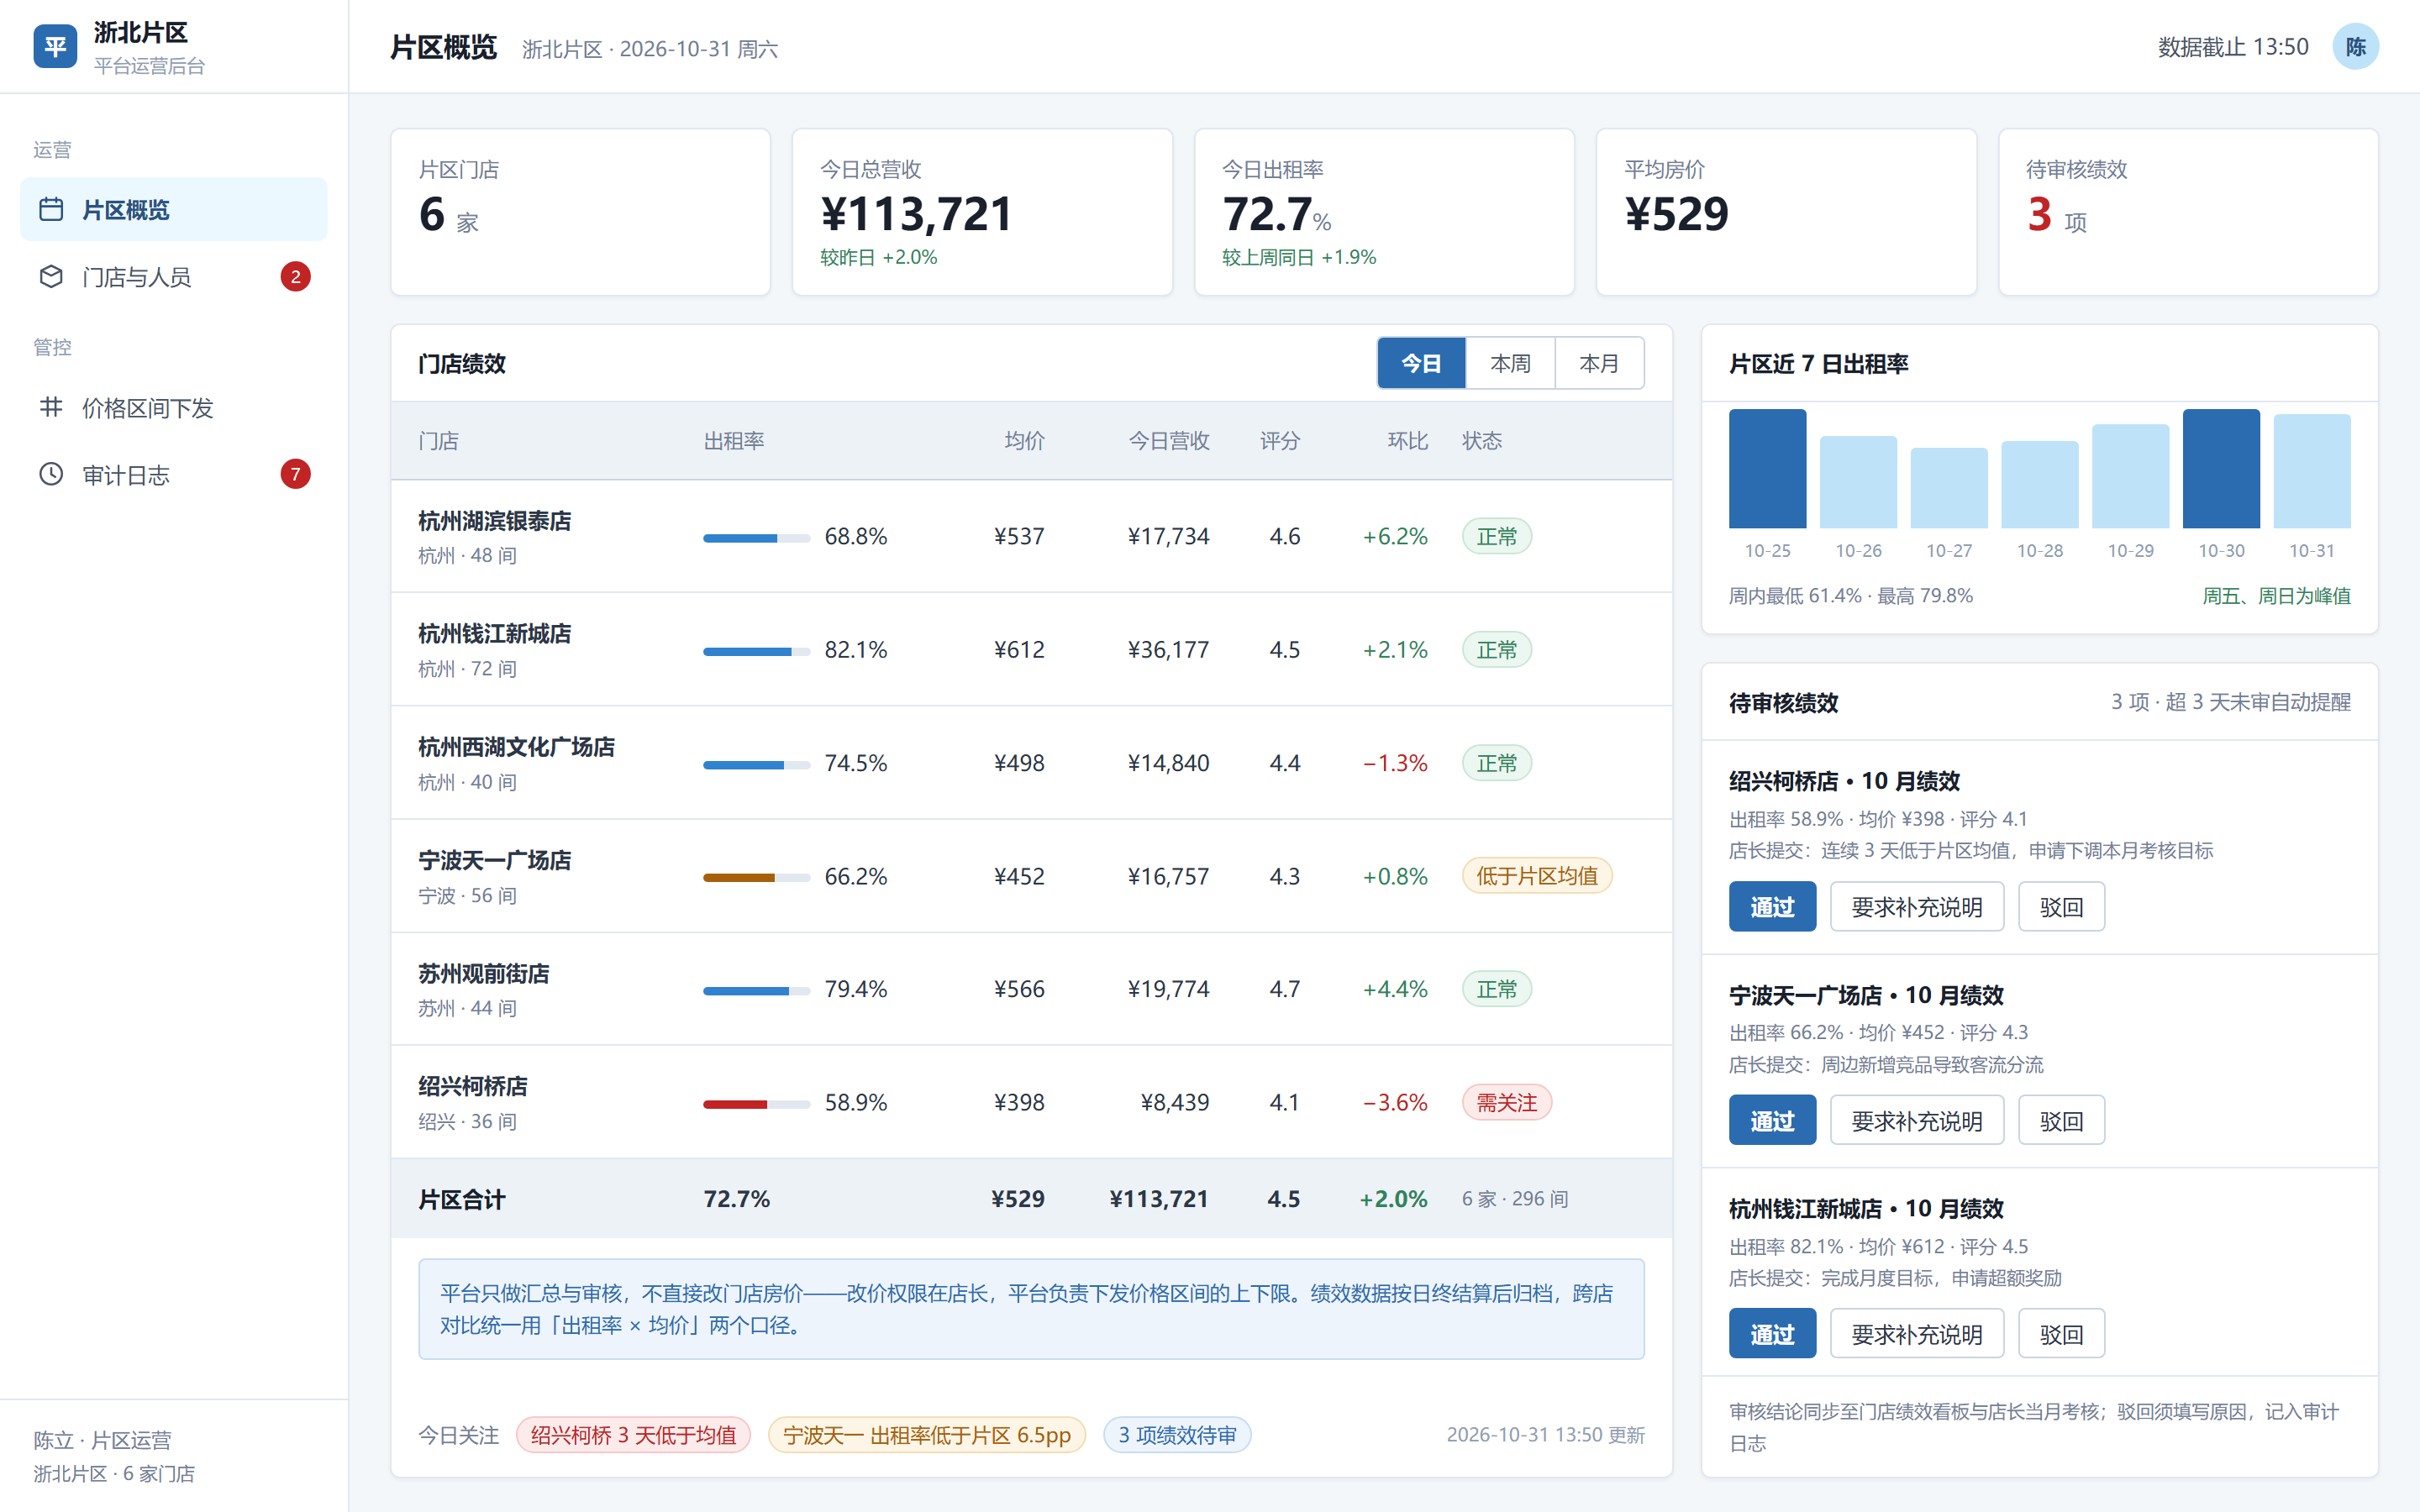 平
浙北片区
平台运营后台
运营
片区概览
门店与人员
2
管控
价格区间下发
审计日志
7
陈立 · 片区运营
浙北片区 · 6 家门店
片区概览
浙北片区 · 2026-10-31 周六
数据截止 13:50
陈
片区门店
6 家
今日总营收
¥113,721
较昨日 +2.0%
今日出租率
72.7%
较上周同日 +1.9%
平均房价
¥529
待审核绩效
3 项
门店绩效
今日 本周 本月
门店 出租率 均价 今日营收 评分 环比 状态
杭州湖滨银泰店
杭州 · 48 间
68.8% ¥537 ¥17,734 4.6 +6.2% 正常
杭州钱江新城店
杭州 · 72 间
82.1% ¥612 ¥36,177 4.5 +2.1% 正常
杭州西湖文化广场店
杭州 · 40 间
74.5% ¥498 ¥14,840 4.4 −1.3% 正常
宁波天一广场店
宁波 · 56 间
66.2% ¥452 ¥16,757 4.3 +0.8% 低于片区均值
苏州观前街店
苏州 · 44 间
79.4% ¥566 ¥19,774 4.7 +4.4% 正常
绍兴柯桥店
绍兴 · 36 间
58.9% ¥398 ¥8,439 4.1 −3.6% 需关注
片区合计 72.7% ¥529 ¥113,721 4.5 +2.0% 6 家 · 296 间
平台只做汇总与审核，不直接改门店房价——改价权限在店长，平台负责下发价格区间的上下限。绩效数据按日终结算后归档，跨店
对比统一用「出租率 × 均价」两个口径。
今日关注 绍兴柯桥 3 天低于均值 宁波天一 出租率低于片区 6.5pp 3 项绩效待审 2026-10-31 13:50 更新
片区近 7 日出租率
10-25 10-26 10-27 10-28 10-29 10-30 10-31
周内最低 61.4% · 最高 79.8% 周五、周日为峰值
待审核绩效 3 项 · 超 3 天未审自动提醒
绍兴柯桥店 • 10 月绩效
出租率 58.9% · 均价 ¥398 · 评分 4.1
店长提交：连续 3 天低于片区均值，申请下调本月考核目标
通过 要求补充说明 驳回
宁波天一广场店 • 10 月绩效
出租率 66.2% · 均价 ¥452 · 评分 4.3
店长提交：周边新增竞品导致客流分流
通过 要求补充说明 驳回
杭州钱江新城店 • 10 月绩效
出租率 82.1% · 均价 ¥612 · 评分 4.5
店长提交：完成月度目标，申请超额奖励
通过 要求补充说明 驳回
审核结论同步至门店绩效看板与店长当月考核；驳回须填写原因，记入审计
日志